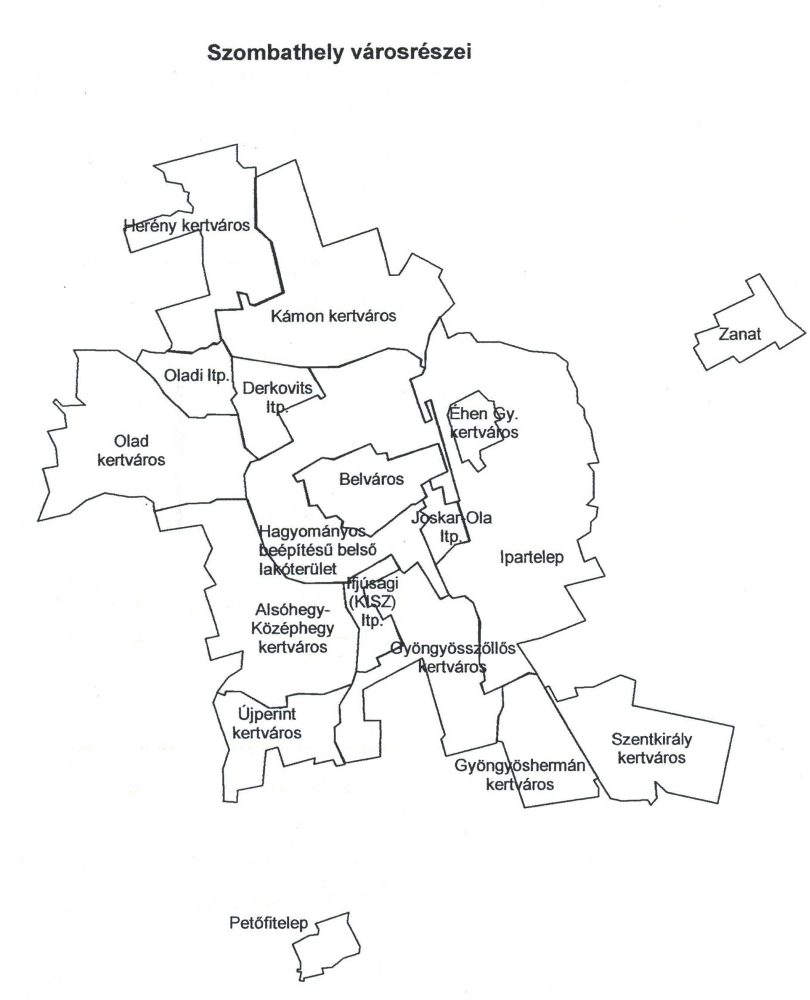 Szombathely városrészei
Herény kertváros
Kámon kertváros
Zanat
Oladi ltp.
Derkovits
ltp.
Éhen Gy.
kertváros
Olad
kertváros
Belváros
Joskar-Ola
ltp.
Hagyományos
beépítésű belső
lakóterület
Ipartelep
Ifjúsági
(KISZ)
ltp.
Alsóhegy-
Középhegy
kertváros
Gyöngyösszőllős
kertváros
Újperint
kertváros
Szentkirály
kertváros
Gyöngyöshermán
kertváros
Petőfitelep